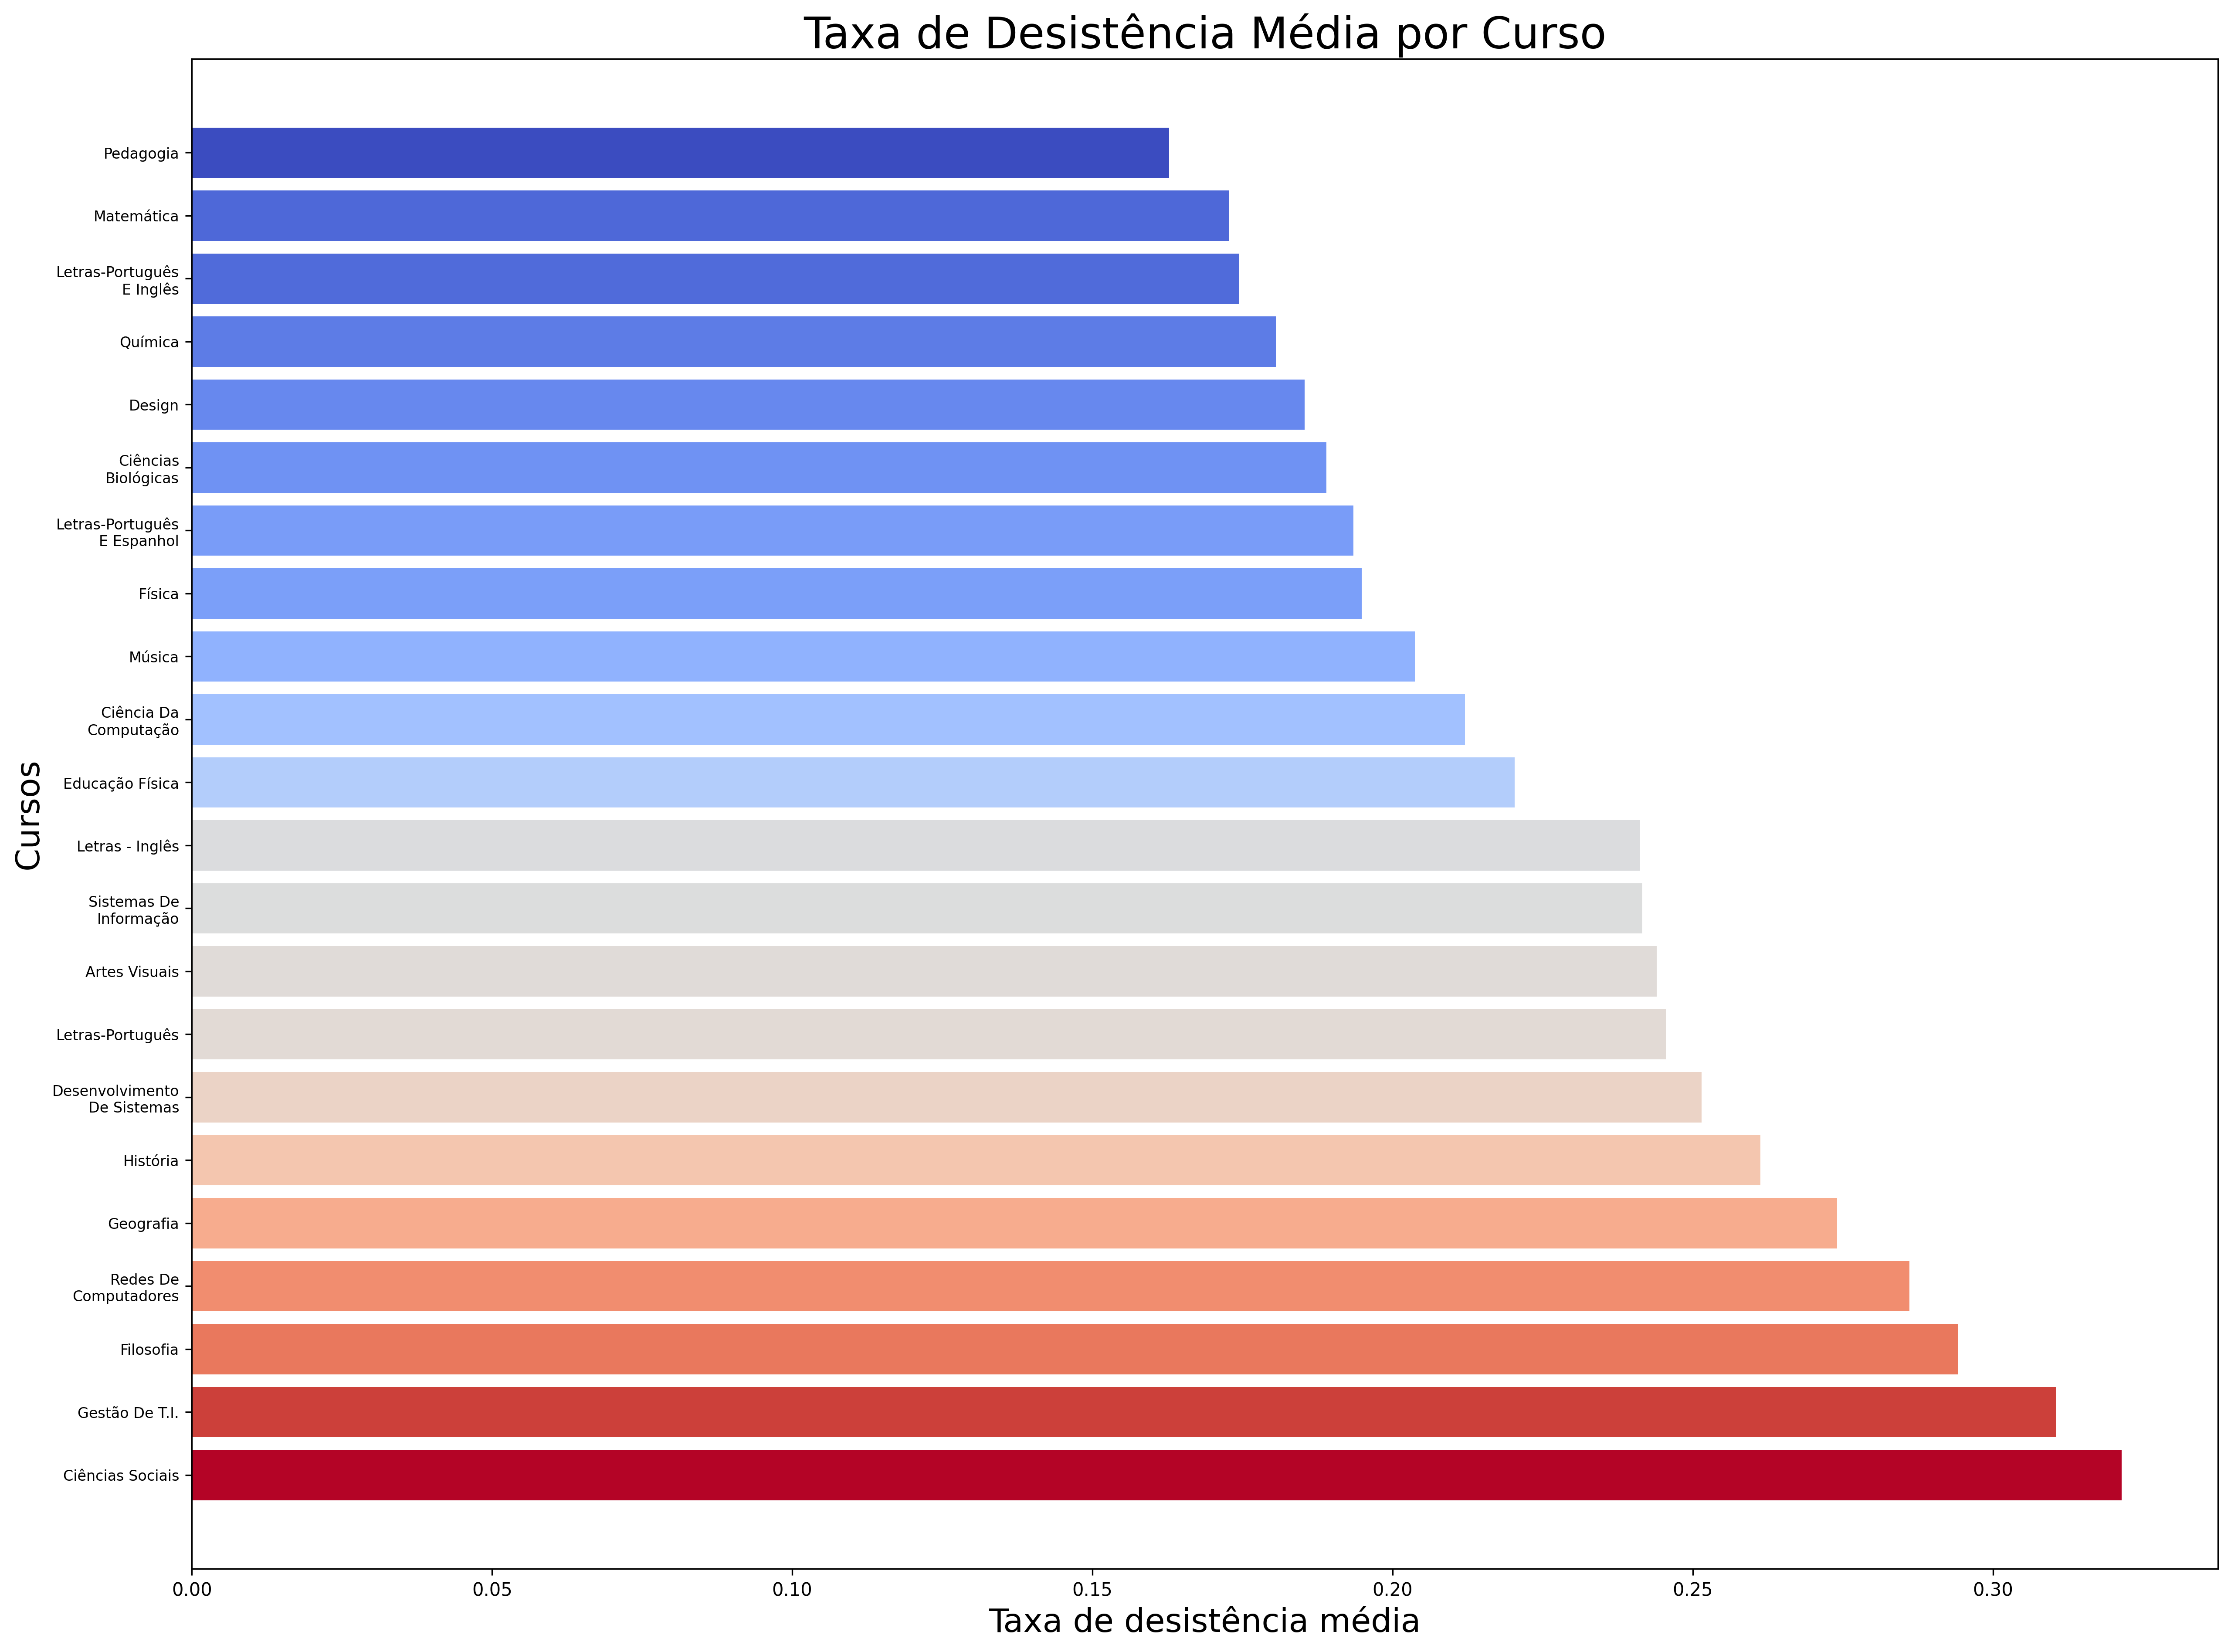 Taxa de Desistência Média por Curso
Pedagogia
Matemática
Letras-Português
E Inglês
Química
Design
Ciências
Biológicas
Letras-Português
E Espanhol
Física
Música
Ciência Da
Computação
Educação Física
Letras - Inglês
Sistemas De
Informação
Artes Visuais
Letras-Português
Desenvolvimento
De Sistemas
História
Geografia
Redes De
Computadores
Filosofia
Gestão De T.I.
Ciências Sociais
Cursos
0.00 0.05 0.10 0.15 0.20 0.25 0.30
Taxa de desistência média